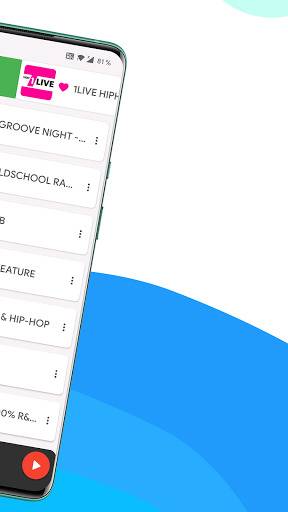 81%
1LIVE
1LIVE HIPH
GROOVE NIGHT -...
LDSCHOOL RA...
B
EATURE
& HIP-HOP
0% R&...